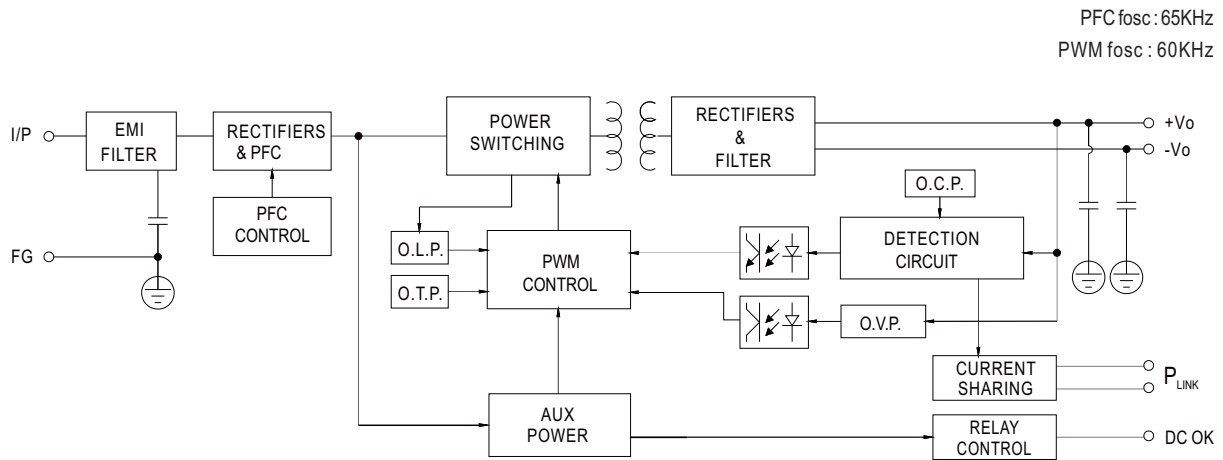 PFC fosc : 65KHz
PWM fosc : 60KHz
I/P
EMI
FILTER
RECTIFIERS
& PFC
POWER
SWITCHING
RECTIFIERS
&
FILTER
+Vo
-Vo
PFC
CONTROL
O.C.P.
FG
O.L.P.
O.T.P.
PWM
CONTROL
DETECTION
CIRCUIT
O.V.P.
CURRENT
SHARING
PLINK
AUX
POWER
RELAY
CONTROL
DC OK